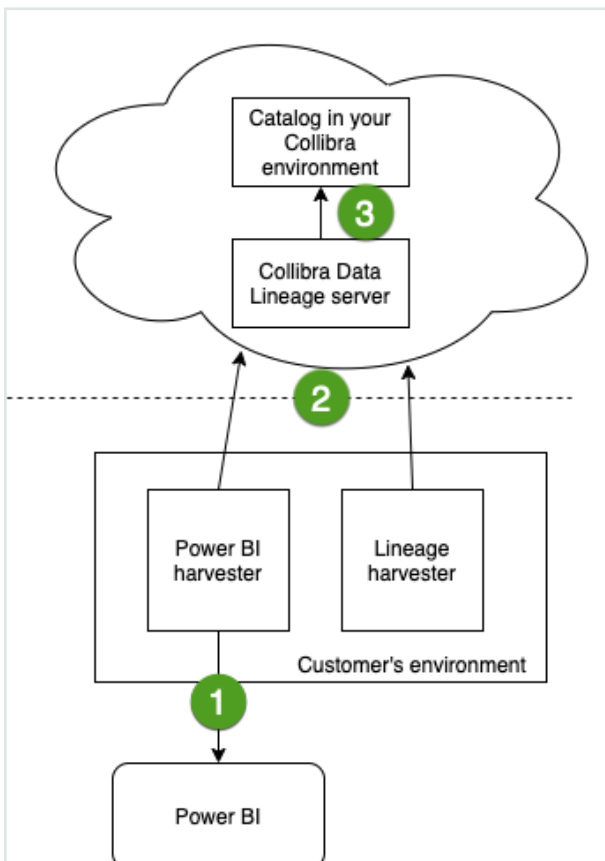 Catalog in your
Collibra
environment
3
Collibra Data
Lineage server
2
Power BI
harvester
Lineage
harvester
Customer's environment
1
Power BI